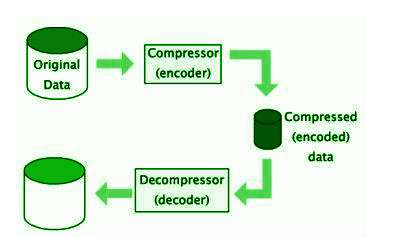 Original
Data
Compressor
(encoder)
Compressed
(encoded)
data
Decompressor
(decoder)